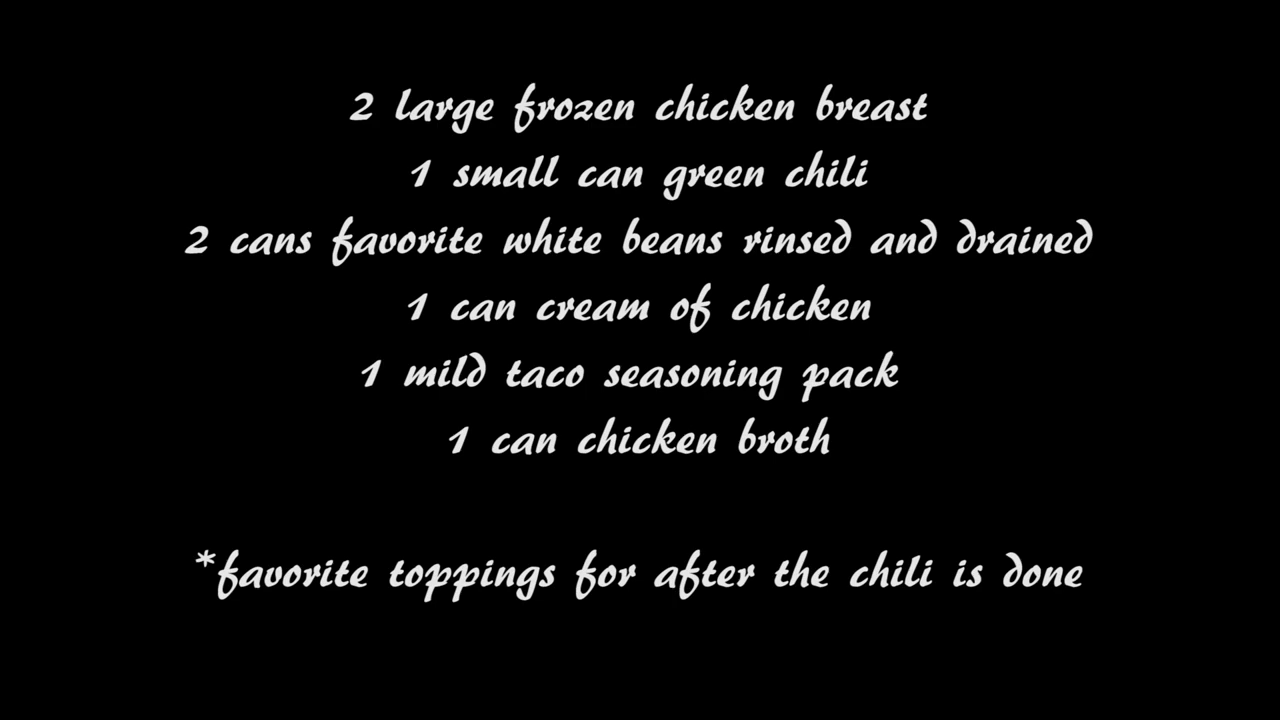 2 large frozen chicken breast
1 small can green chili
2 cans favorite white beans rinsed and drained
1 can cream of chicken
1 mild taco seasoning pack
1 can chicken broth
*favorite toppings for after the chili is done